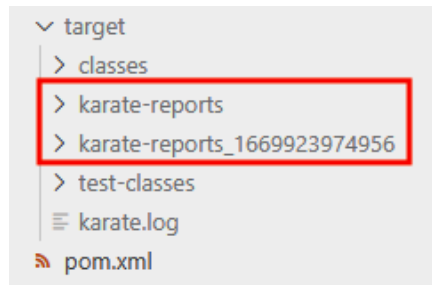 target
classes
karate-reports
karate-reports_1669923974956
test-classes
karate.log
pom.xml